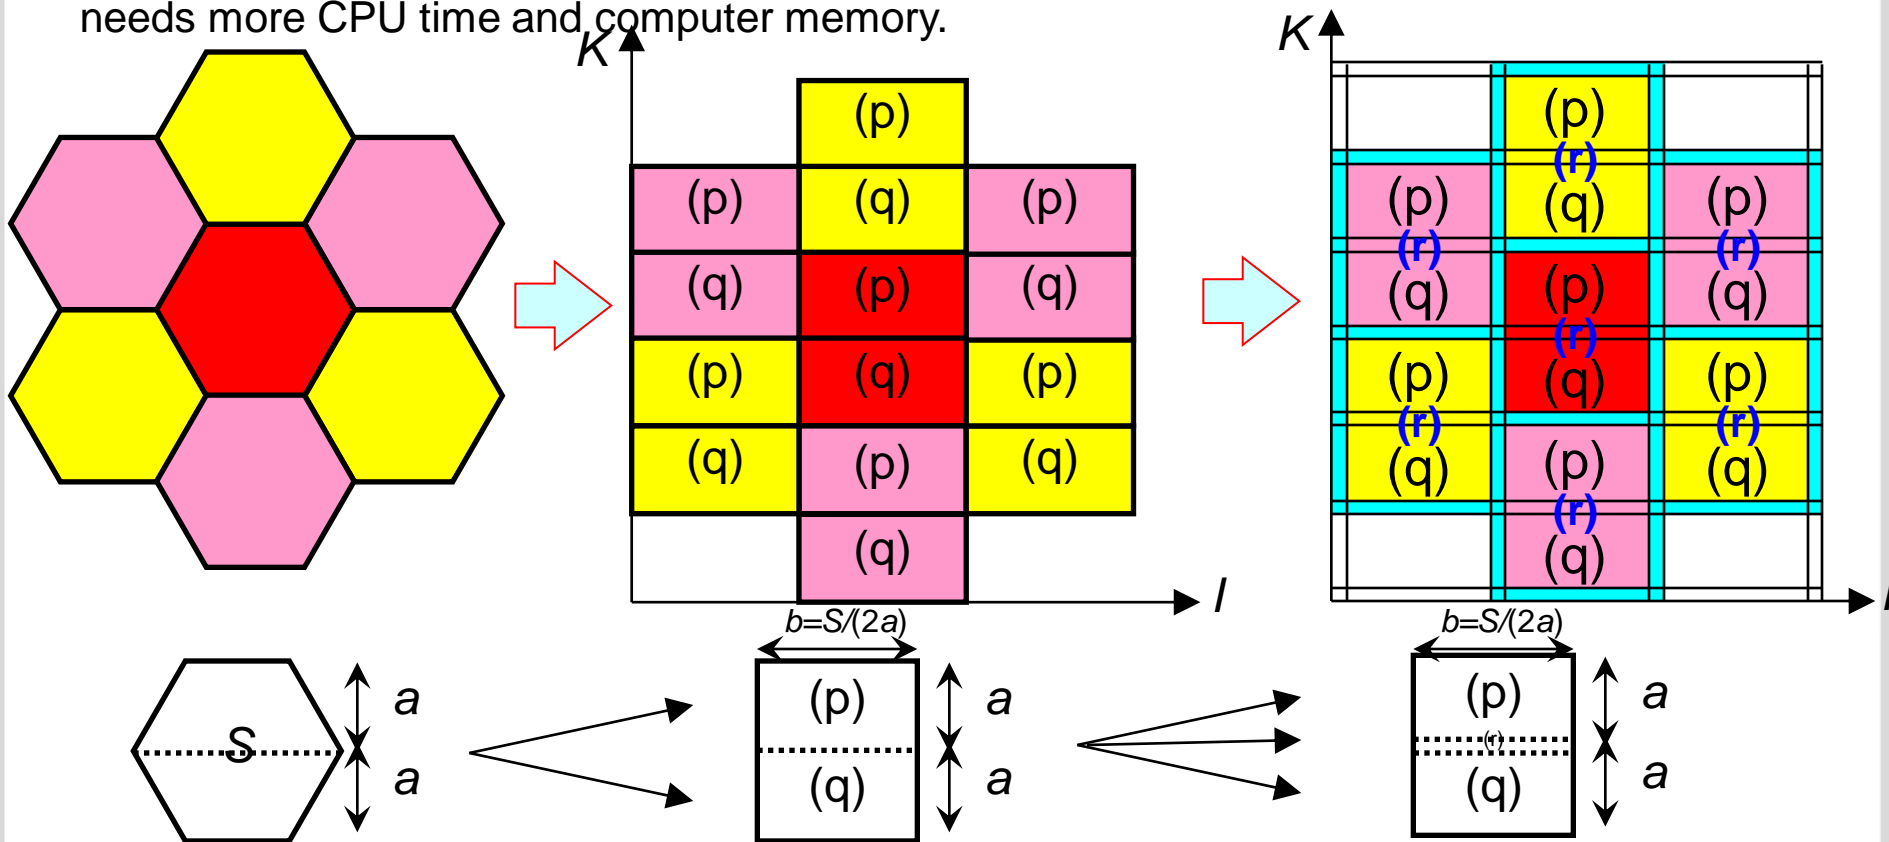 needs more CPU time and computer memory.
K
(p)
(p) (q) (p)
(q) (p) (q)
(p) (q) (p)
(q) (p) (q)
(q)
I
K
(p)
(r)
(p) (q) (p)
(r) (r)
(q) (p) (q)
(r)
(p) (q) (p)
(r) (r)
(q) (p) (q)
(r)
(q)
I
S
a
a
b=S/(2a)
(p)
(q)
a
a
b=S/(2a)
(p)
(r)
(q)
a
a